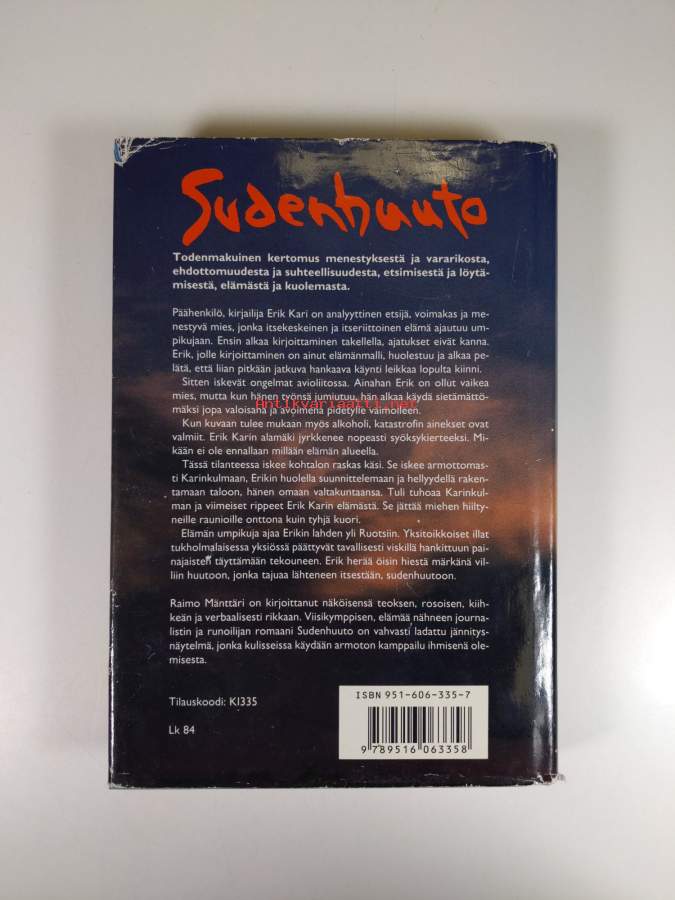 Sudenhuuto
Todenmakuinen kertomus menestyksestä ja vararikosta,
ehdottomuudesta ja suhteellisuudesta, etsimisestä ja löytä-
misestä, elämästä ja kuolemasta.
Päähenkilö, kirjailija Erik Kari on analyyttinen etsijä, voimakas ja me-
nestyvä mies, jonka itsekeskeinen ja itseriittoinen elämä ajautuu um-
pikujaan. Ensin alkaa kirjoittaminen takellella, ajatukset eivät kanna.
Erik, jolle kirjoittaminen on ainut elämänmalli, huolestuu ja alkaa pe-
lätä, että liian pitkään jatkuva hankaava käynti leikkaa lopulta kiinni.
Sitten iskevät ongelmat avioliitossa. Ainahan Erik on ollut vaikea
mies, mutta kun hänen työnsä jumiutuu, hän alkaa käydä sietämättö-
Antikvariaatti.net
mäksi jopa valoisana ja avoimena pidetylle vaimolleen.
Kun kuvaan tulee mukaan myös alkoholi, katastrofin ainekset ovat
valmiit. Erik Karin alamäki jyrkkenee nopeasti syöksykierteeksi. Mi-
kään ei ole ennallaan millään elämän alueella.
Tässä tilanteessa iskee kohtalon raskas käsi. Se iskee armottomas-
ti Karinkulmaan, Erikin huolella suunnittelemaan ja hellyydellä raken-
tamaan taloon, hänen omaan valtakuntaansa. Tuli tuhoaa Karinkul-
man ja viimeiset rippeet Erik Karin elämästä. Se jättää miehen hiilty-
neille raunioille onttona kuin tyhjä kuori.
Elämän umpikuja ajaa Erikin lahden yli Ruotsiin. Yksitoikkoiset illat
tukholmalaisessa yksiössä päättyvät tavallisesti viskillä hankittuun pai-
najaisten täyttämään tekouneen. Erik herää öisin hiestä märkänä vil-
liin huutoon, jonka tajuaa lähteneen itsestään, sudenhuutoon.
Raimo Mänttäri on kirjoittanut näköisensä teoksen, rosoisen, kiih-
keän ja verbaalisesti rikkaan. Viisikymppisen, elämää nähneen journa-
listin ja runoilijan romaani Sudenhuuto on vahvasti ladattu jännitys-
näytelmä, jonka kulisseissa käydään armoton kamppailu ihmisenä ole-
misesta.
Tilauskoodi: KI335
Lk 84
ISBN 951-606-335-7
9 789516 063358